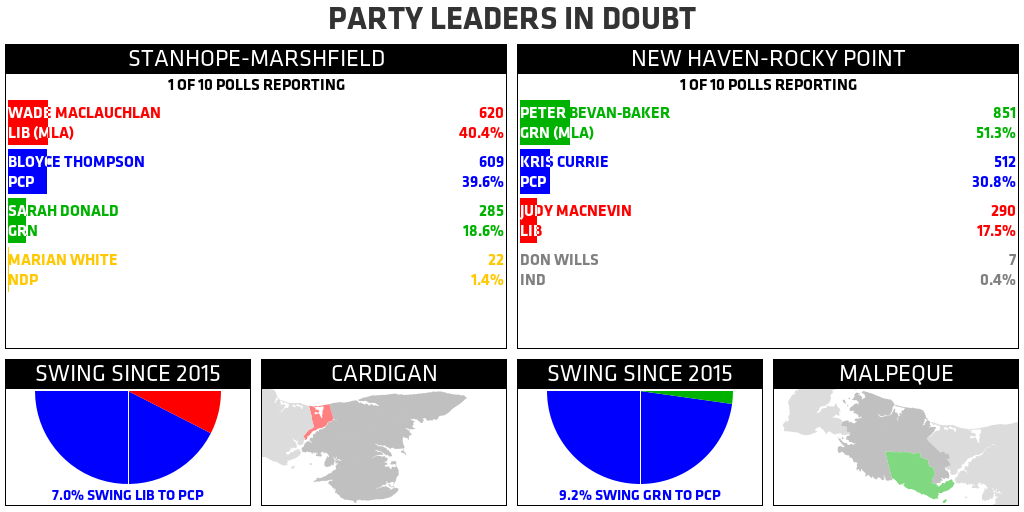 PARTY LEADERS IN DOUBT
STANHOPE-MARSHFIELD
1 OF 10 POLLS REPORTING
WADE MACLAUCHLAN 620
LIB (MLA) 40.4%
BLOYCE THOMPSON 609
PCP 39.6%
SARAH DONALD 285
GRN 18.6%
MARIAN WHITE 22
NDP 1.4%
NEW HAVEN-ROCKY POINT
1 OF 10 POLLS REPORTING
PETER BEVAN-BAKER 851
GRN (MLA) 51.3%
KRIS CURRIE 512
PCP 30.8%
JUDY MACNEVIN 290
LIB 17.5%
DON WILLS 7
IND 0.4%
SWING SINCE 2015
7.0% SWING LIB TO PCP
CARDIGAN
SWING SINCE 2015
9.2% SWING GRN TO PCP
MALPEQUE